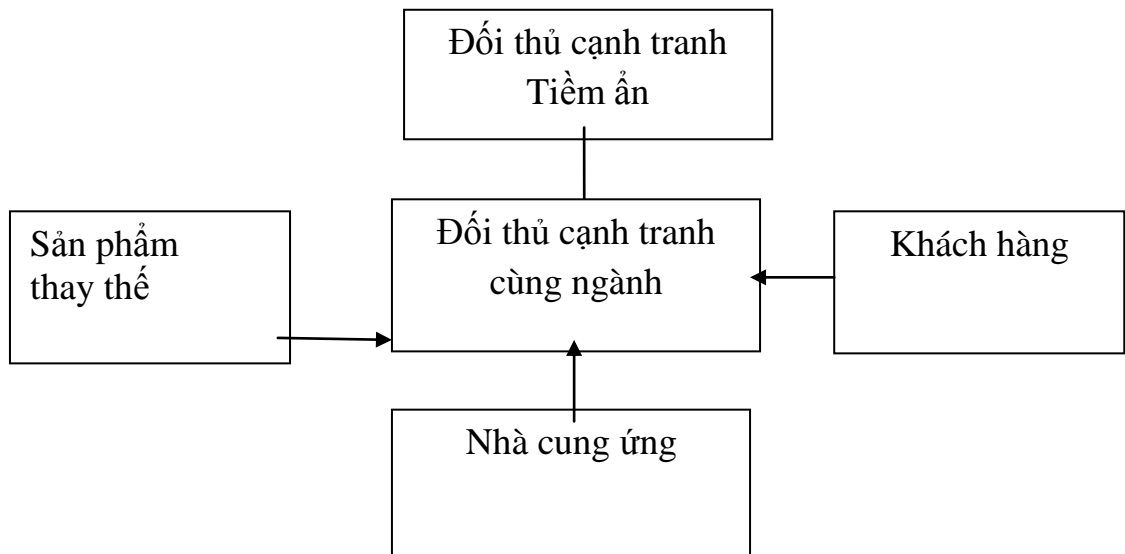 Đối thủ cạnh tranh
Tiềm ẩn
Sản phẩm
thay thế
Đối thủ cạnh tranh
cùng ngành
Khách hàng
Nhà cung ứng